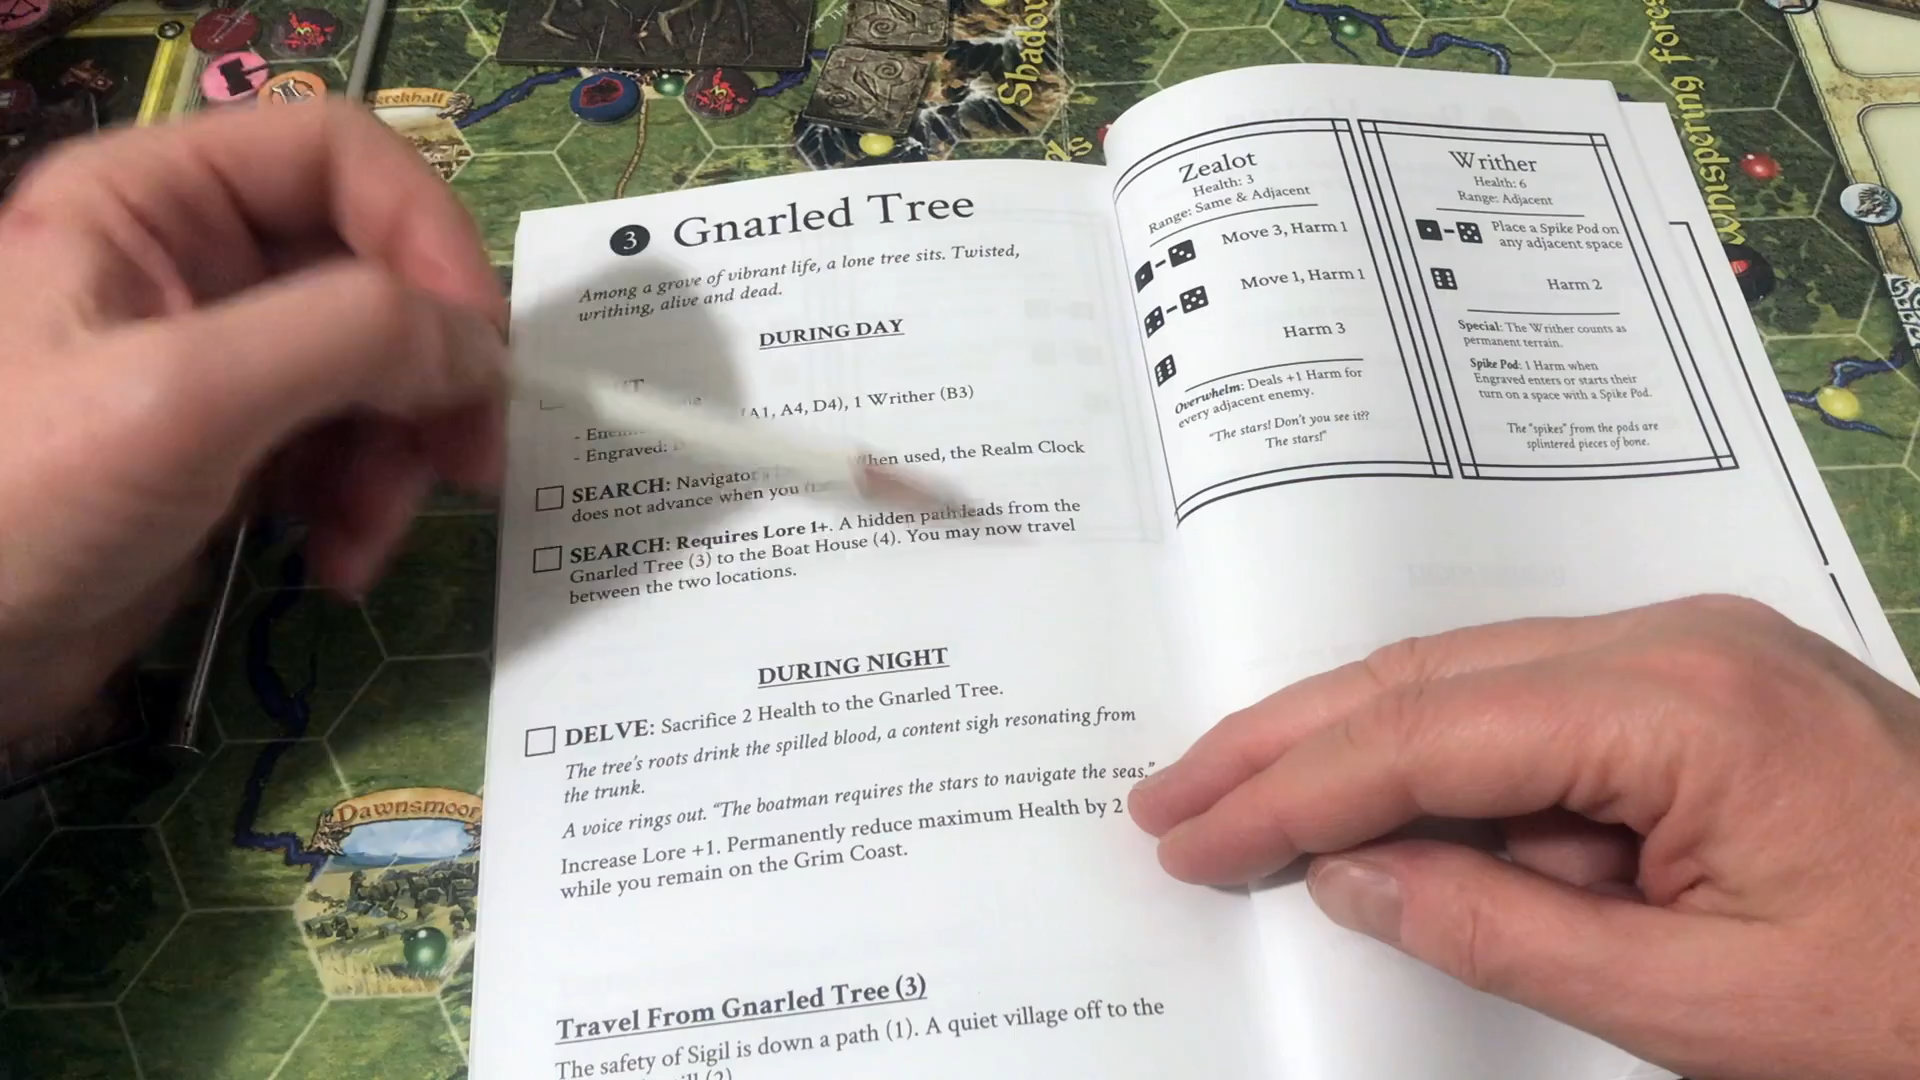 3 Gnarled Tree
Among a grove of vibrant life, a lone tree sits. Twisted,
writhing, alive and dead.
DURING DAY
A1, A4, D4), 1 Writher (B3)
- Engraved:
SEARCH: Navigator when used, the Realm Clock
does not advance when you
SEARCH: Requires Lore 1+. A hidden path leads from the
Gnarled Tree (3) to the Boat House (4). You may now travel
between the two locations.
DURING NIGHT
DELVE: Sacrifice 2 Health to the Gnarled Tree.
The tree's roots drink the spilled blood, a content sigh resonating from
the trunk.
A voice rings out. "The boatman requires the stars to navigate the seas."
Increase Lore +1. Permanently reduce maximum Health by 2
while you remain on the Grim Coast.
Travel From Gnarled Tree (3)
The safety of Sigil is down a path (1). A quiet village off to the
(2)
Zealot
Health: 3
Range: Same & Adjacent
Move 3, Harm 1
Move 1, Harm 1
Harm 3
Overwhelm: Deals +1 Harm for
every adjacent enemy.
"The stars! Don't you see it??
The stars!"
Writher
Health: 6
Range: Adjacent
Place a Spike Pod on
any adjacent space
Harm 2
Special: The Writher counts as
permanent terrain.
Spike Pod: 1 Harm when
Engraved enters or starts their
turn on a space with a Spike Pod.
The "spikes" from the pods are
splintered pieces of bone.
Dawnsmoor
Whispering Fores
Shadow
3
3